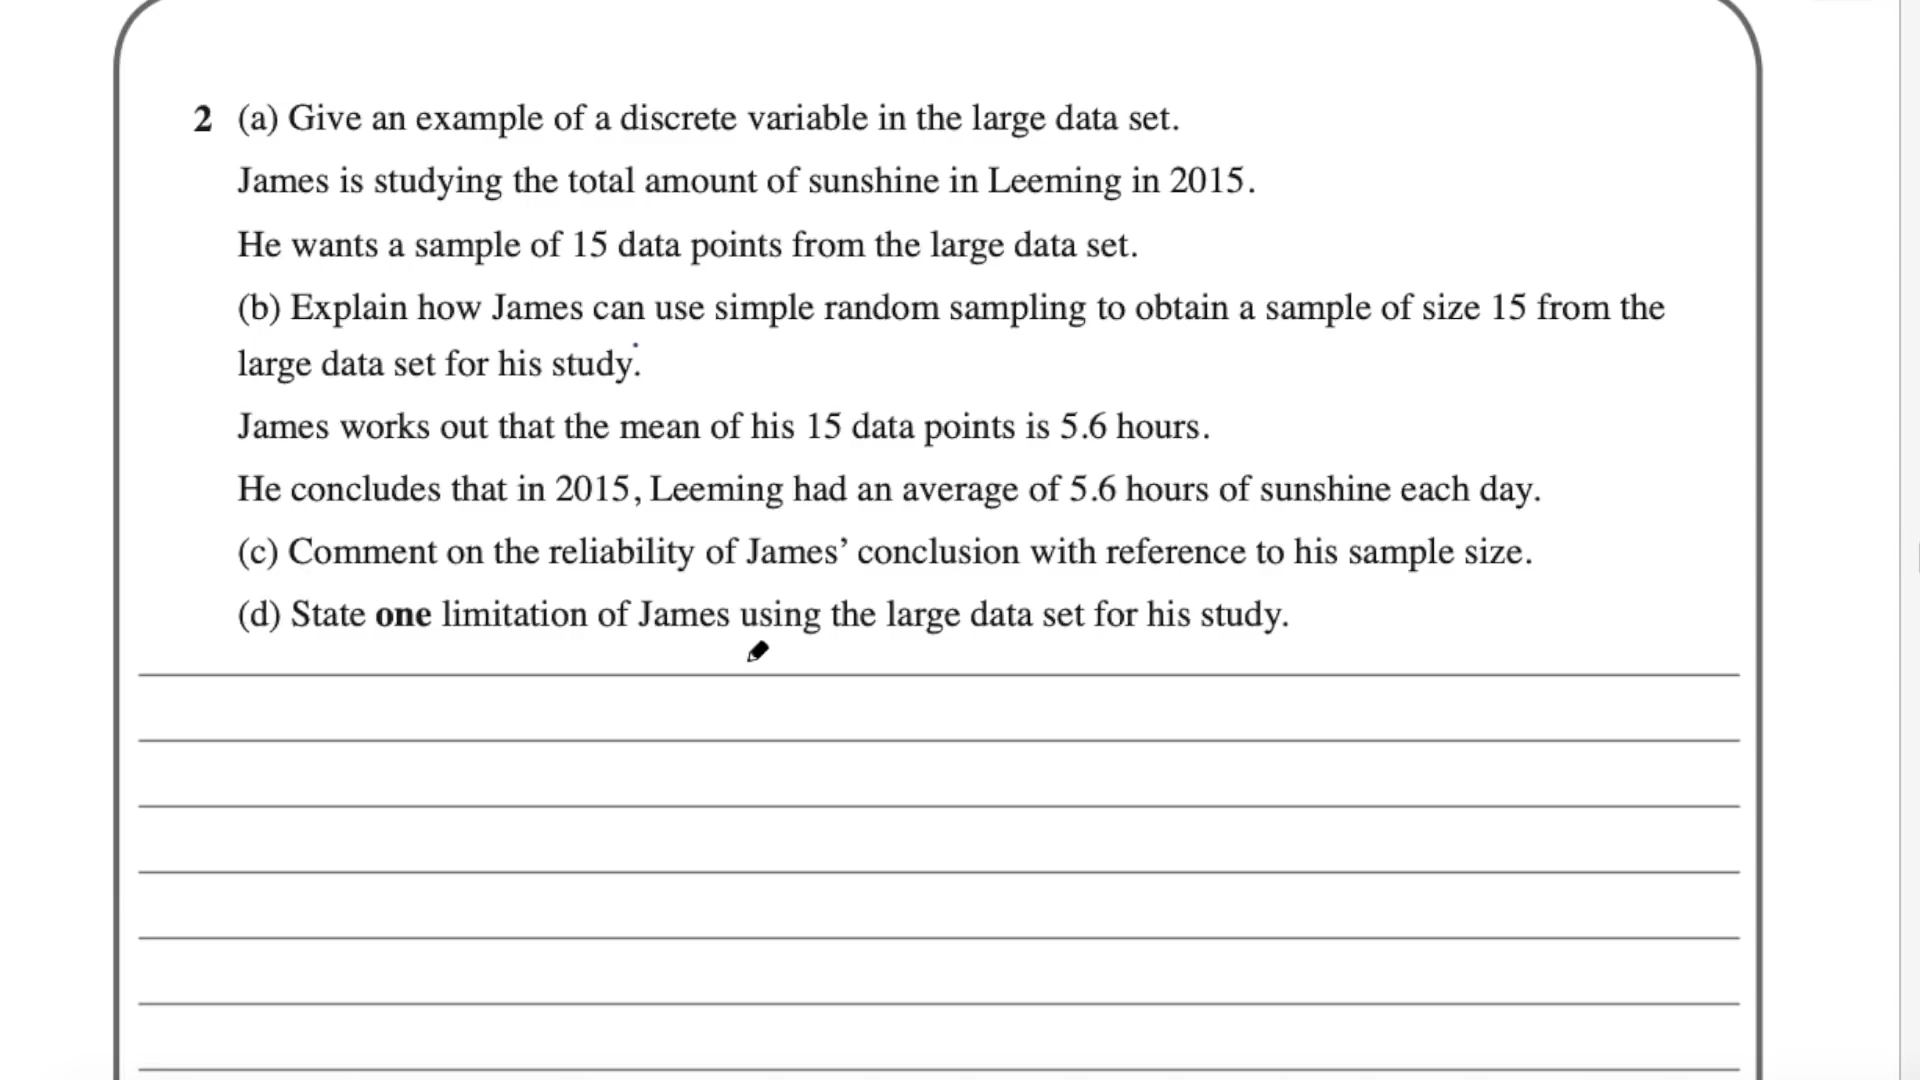 2 (a) Give an example of a discrete variable in the large data set.
James is studying the total amount of sunshine in Leeming in 2015.
He wants a sample of 15 data points from the large data set.
(b) Explain how James can use simple random sampling to obtain a sample of size 15 from the
large data set for his study.
James works out that the mean of his 15 data points is 5.6 hours.
He concludes that in 2015, Leeming had an average of 5.6 hours of sunshine each day.
(c) Comment on the reliability of James’ conclusion with reference to his sample size.
(d) State one limitation of James using the large data set for his study.